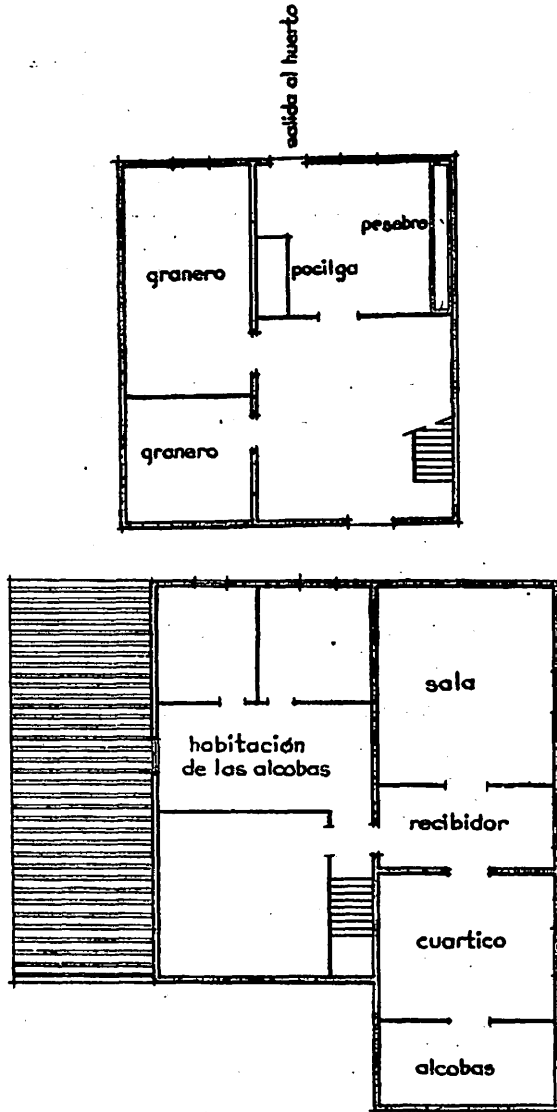 salida al huerto
pesebre
granero
pocilga
granero
sala
habitación
de las alcobas
recibidor
cuartico
alcobas